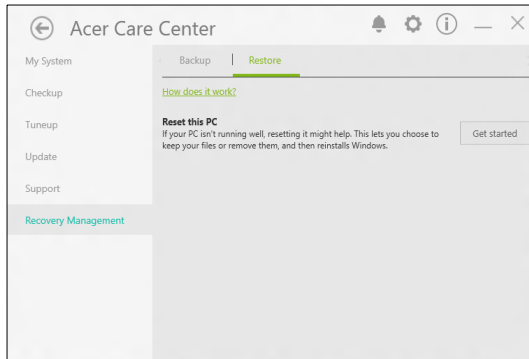 Acer Care Center
My System
Checkup
Tuneup
Update
Support
Recovery Management
Backup
Restore
How does it work?
Reset this PC
If your PC isn't running well, resetting it might help. This lets you choose to
keep your files or remove them, and then reinstalls Windows.
Get started